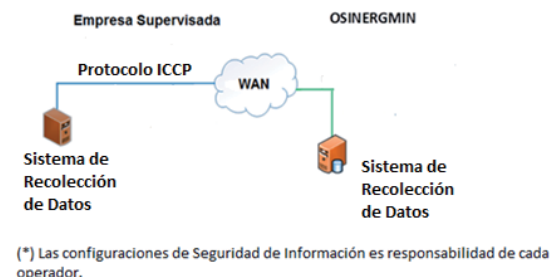 Empresa Supervisada
OSINERGMIN
Protocolo ICCP
WAN
Sistema de
Recolección
de Datos
Sistema de
Recolección
de Datos
(*) Las configuraciones de Seguridad de Información es responsabilidad de cada
operador.